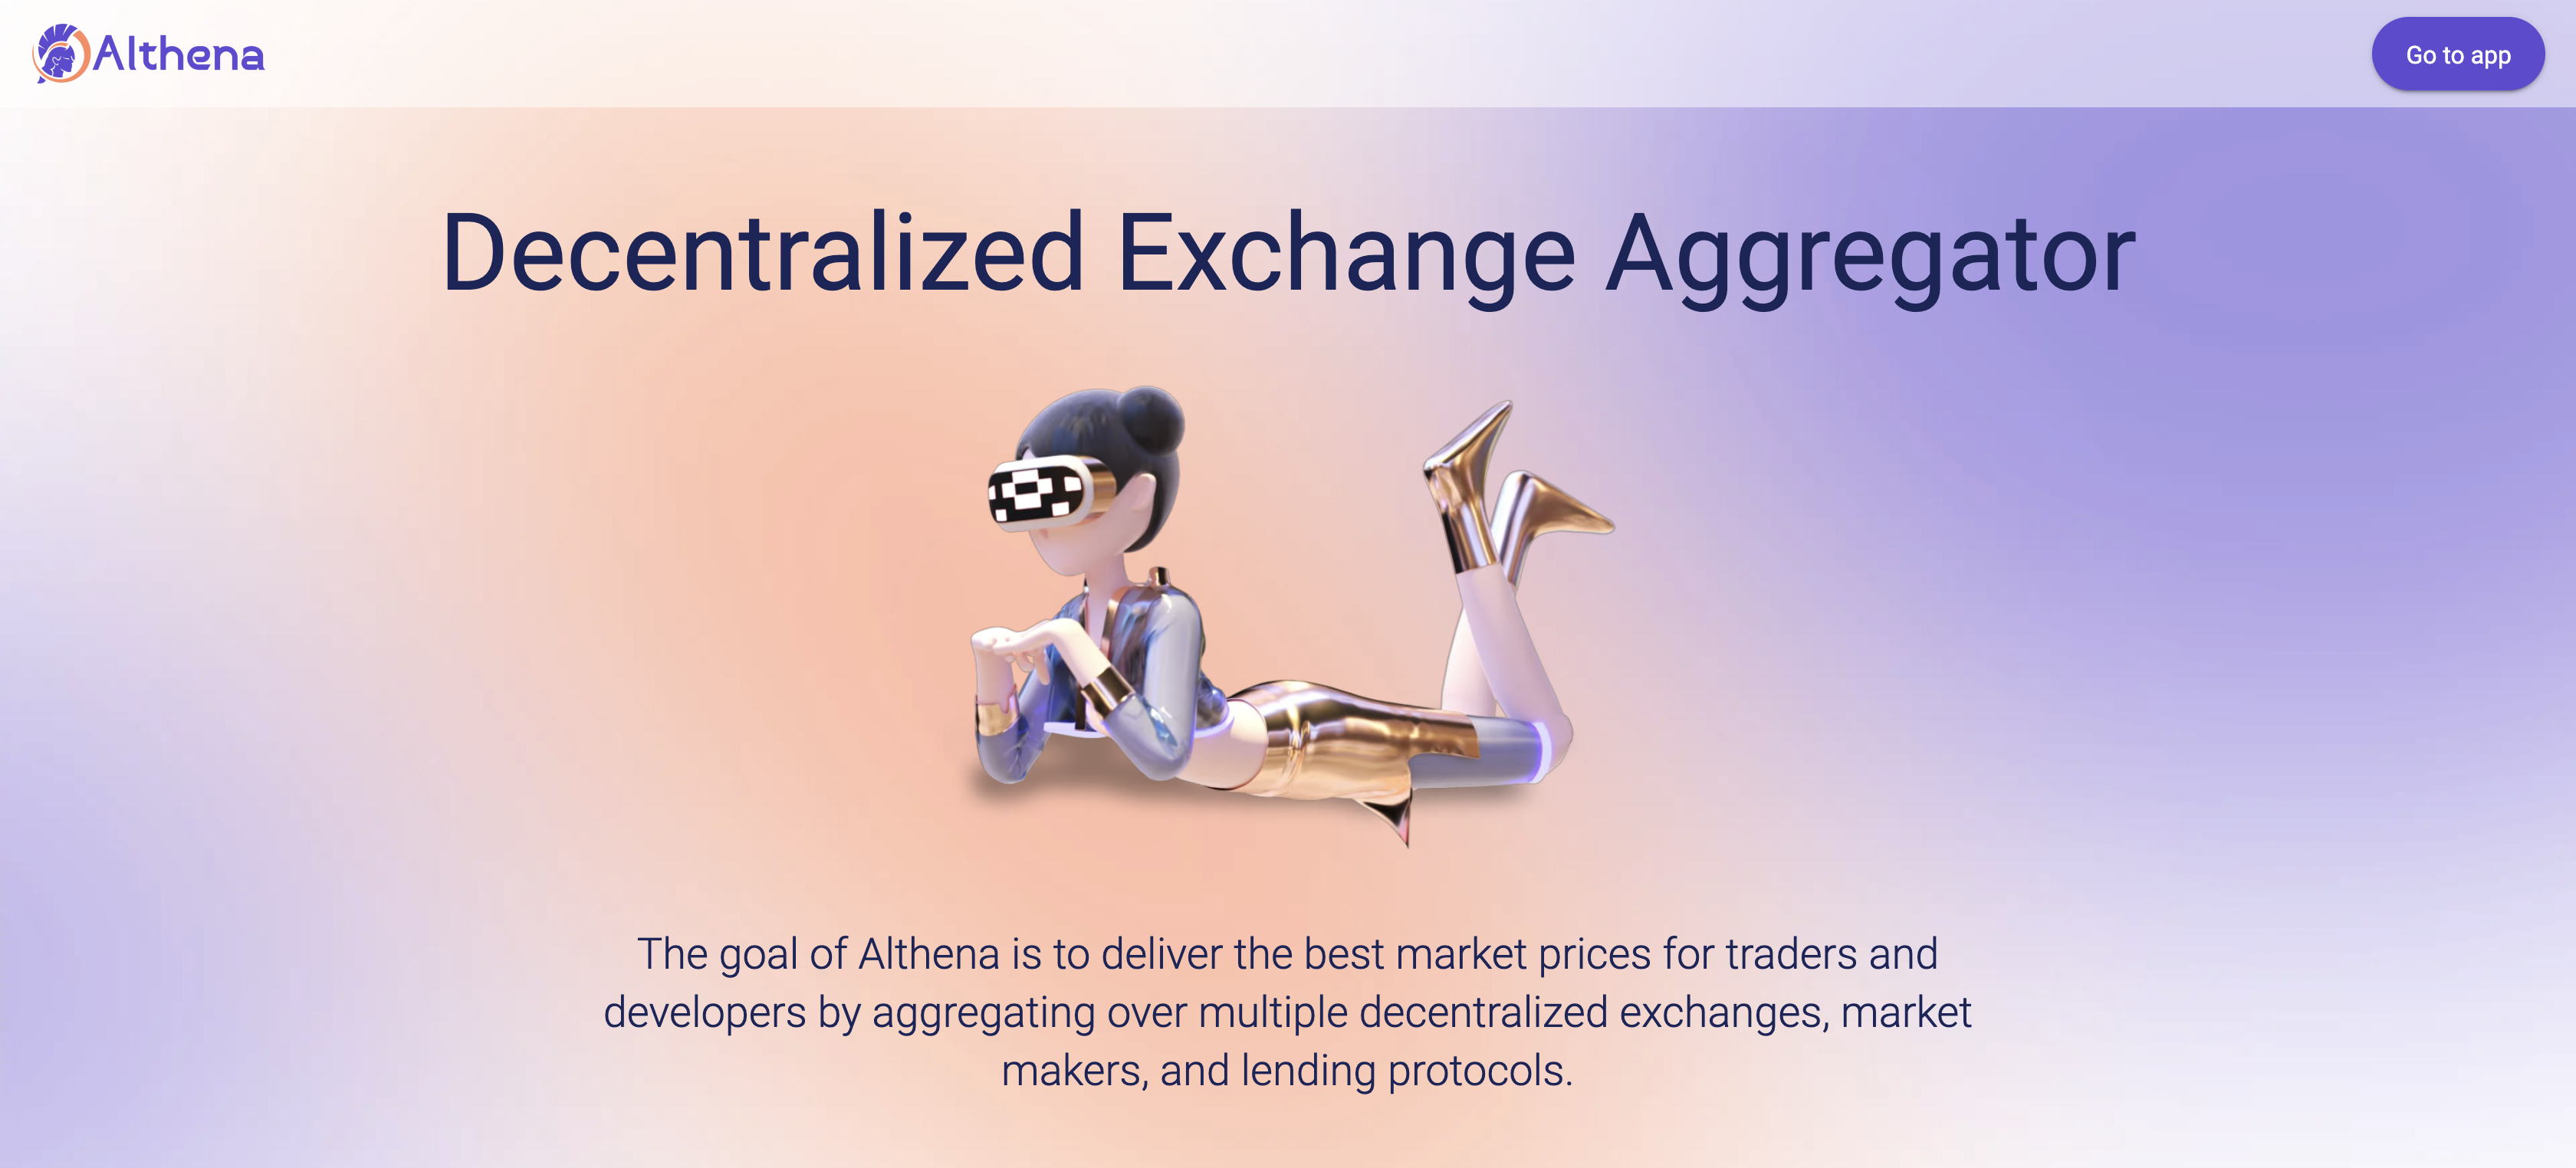 Althena
Go to app
Decentralized Exchange Aggregator
The goal of Althena is to deliver the best market prices for traders and
developers by aggregating over multiple decentralized exchanges, market
makers, and lending protocols.